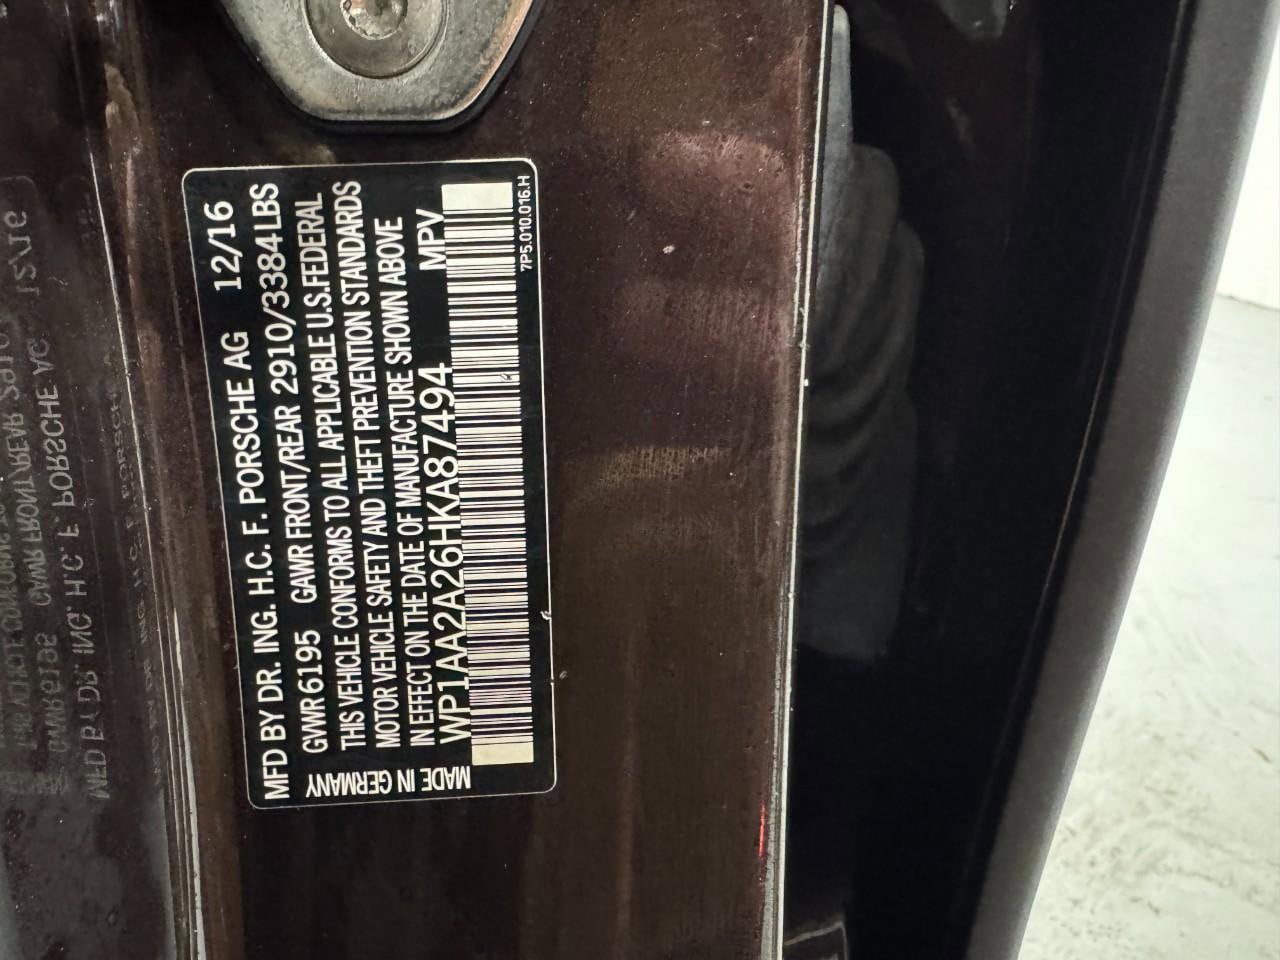 MFD BY DR. ING. H.C. F. PORSCHE AG 12/16
GVWR 6195 GAWR FRONT/REAR 2910/3384LBS
THIS VEHICLE CONFORMS TO ALL APPLICABLE U.S.FEDERAL
MOTOR VEHICLE SAFETY AND THEFT PREVENTION STANDARDS
IN EFFECT ON THE DATE OF MANUFACTURE SHOWN ABOVE
WP1AA2A26HKA87494 MPV
MADE IN GERMANY
7P5.010.016.H